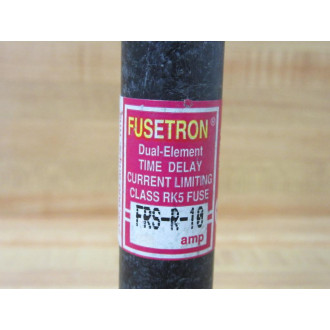 FUSETRON®
Dual-Element
TIME DELAY
CURRENT LIMITING
CLASS RK5 FUSE
FRS-R-10
amp